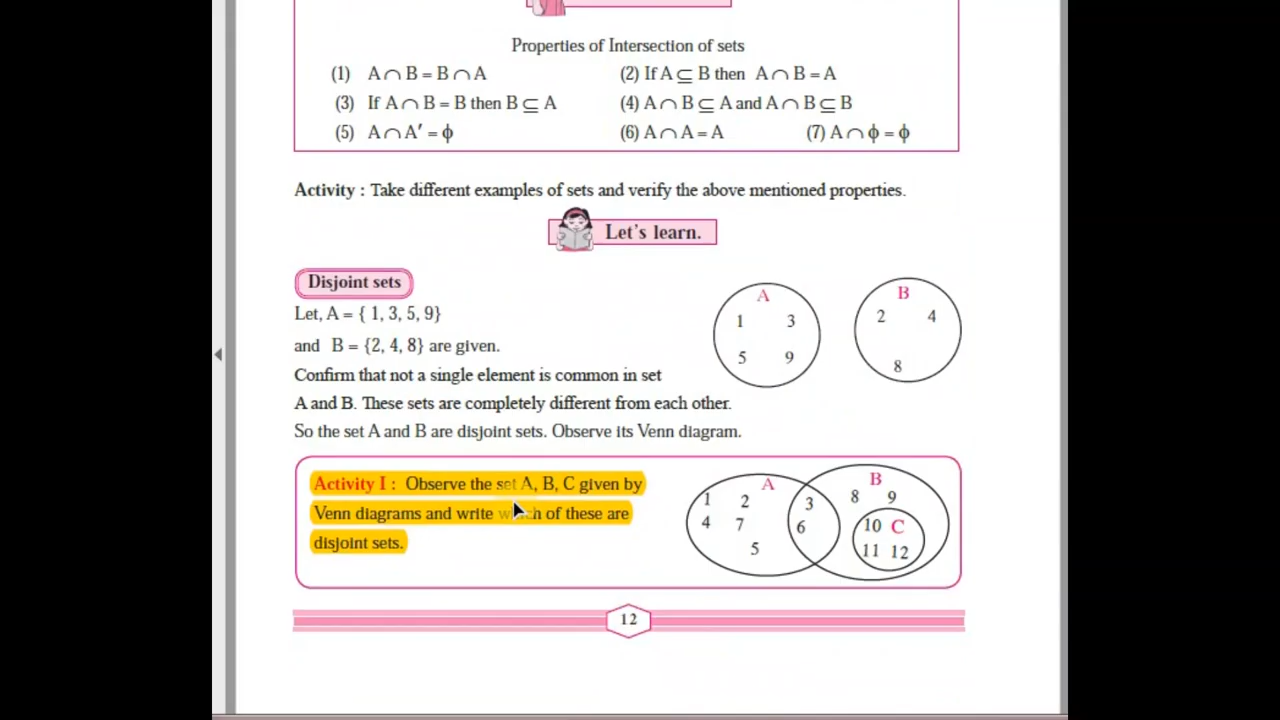 Properties of Intersection of sets
(1) A ∩ B = B ∩ A (2) If A ⊆ B then A ∩ B = A
(3) If A ∩ B = B then B ⊆ A (4) A ∩ B ⊆ A and A ∩ B ⊆ B
(5) A ∩ A′ = ϕ (6) A ∩ A = A (7) A ∩ ϕ = ϕ
Activity : Take different examples of sets and verify the above mentioned properties.
Let's learn.
Disjoint sets
Let, A = { 1, 3, 5, 9}
and B = {2, 4, 8} are given.
Confirm that not a single element is common in set
A and B. These sets are completely different from each other.
So the set A and B are disjoint sets. Observe its Venn diagram.
A
1 3
5 9
B
2 4
8
Activity I : Observe the set A, B, C given by
Venn diagrams and write which of these are
disjoint sets.
A
1 2
4 7
5
3
6
B
8 9
10 C
11 12
12